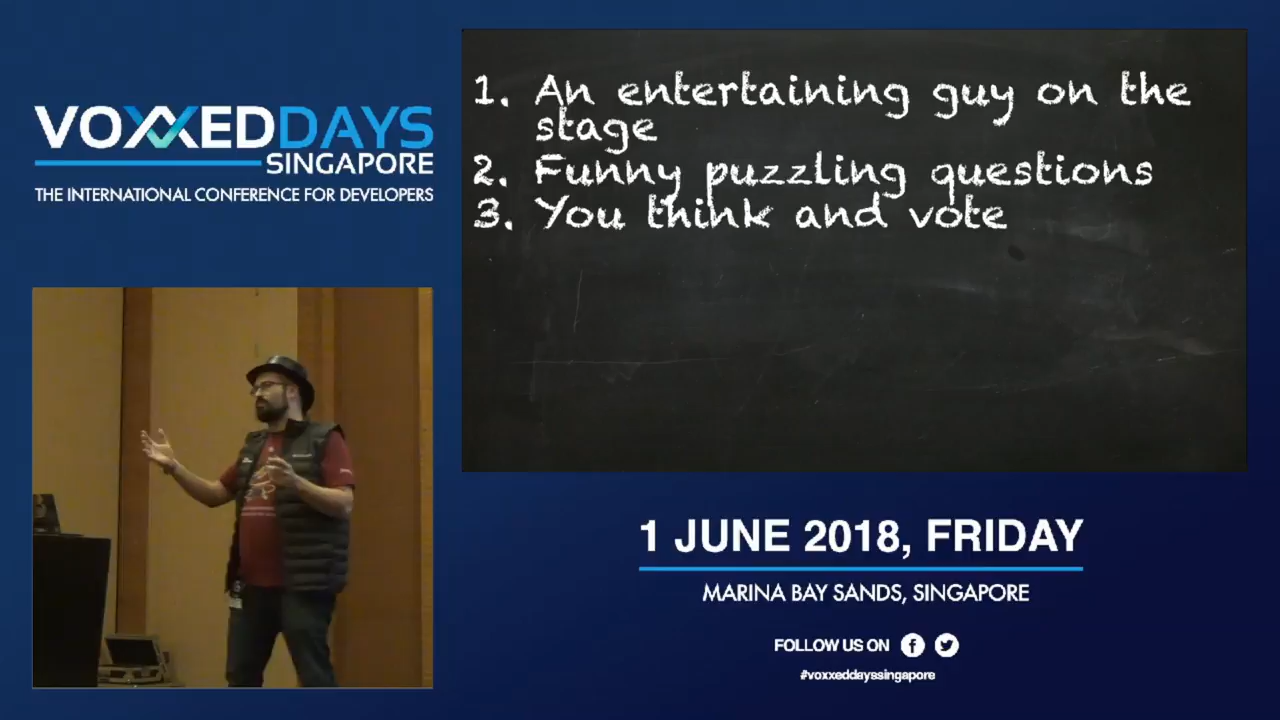 VOXXEDDAYS
SINGAPORE
THE INTERNATIONAL CONFERENCE FOR DEVELOPERS
1. An entertaining guy on the
stage
2. Funny puzzling questions
3. You think and vote
1 JUNE 2018, FRIDAY
MARINA BAY SANDS, SINGAPORE
FOLLOW US ON
#voxxeddayssingapore